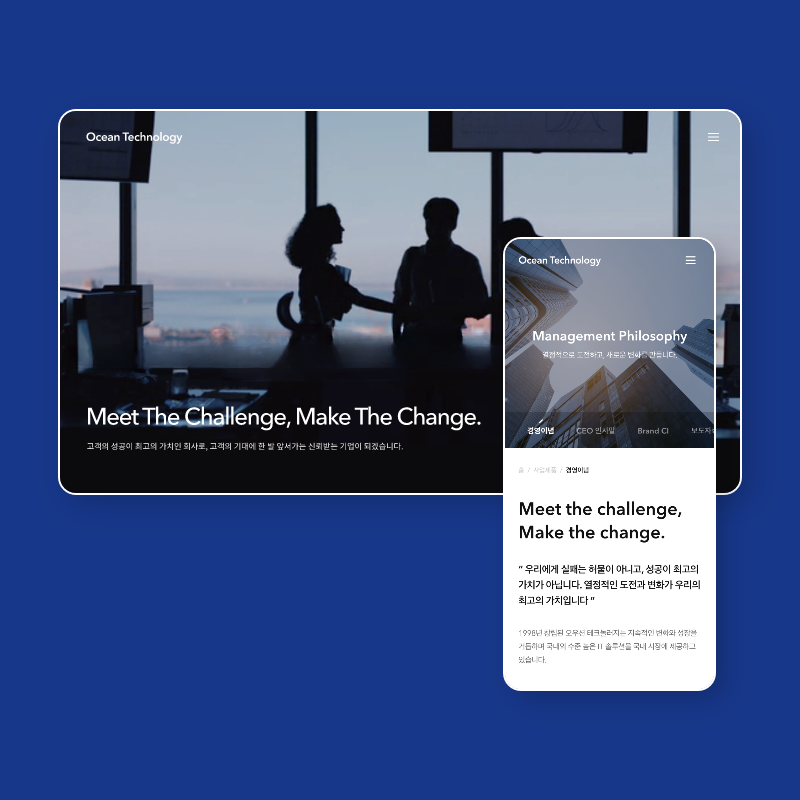 Ocean Technology
Meet The Challenge, Make The Change.
고객의 성공이 최고의 가치인 회사로, 고객의 기대에 한 발 앞서가는 신뢰받는 기업이 되겠습니다.
Ocean Technology
Management Philosophy
열정적으로 도전하고, 새로운 변화를 만듭니다.
경영이념 CEO 인사말 Brand CI 보도자
홈 / 사업제품 / 경영이념
Meet the challenge,
Make the change.
“ 우리에게 실패는 허물이 아니고, 성공이 최고의
가치가 아닙니다. 열정적인 도전과 변화가 우리의
최고의 가치입니다 ”
1998년 창립된 오우션 테크놀러지는 지속적인 변화와 성장을
거듭하며 국내외 수준 높은 IT 솔루션을 국내 시장에 제공하고
있습니다.